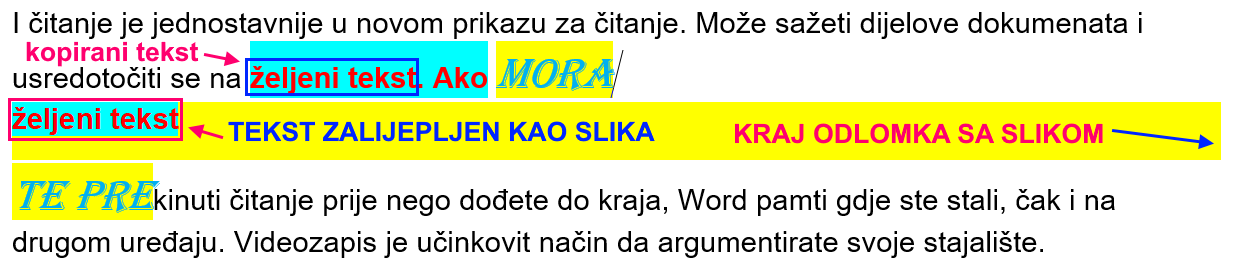 I čitanje je jednostavnije u novom prikazu za čitanje. Može sažeti dijelove dokumenata i
kopirani tekst
usredotočiti se na željeni tekst. Ako MORA
željeni tekst TEKST ZALIJEPLJEN KAO SLIKA KRAJ ODLOMKA SA SLIKOM
TE PREkinuti čitanje prije nego dođete do kraja, Word pamti gdje ste stali, čak i na
drugom uređaju. Videozapis je učinkovit način da argumentirate svoje stajalište.